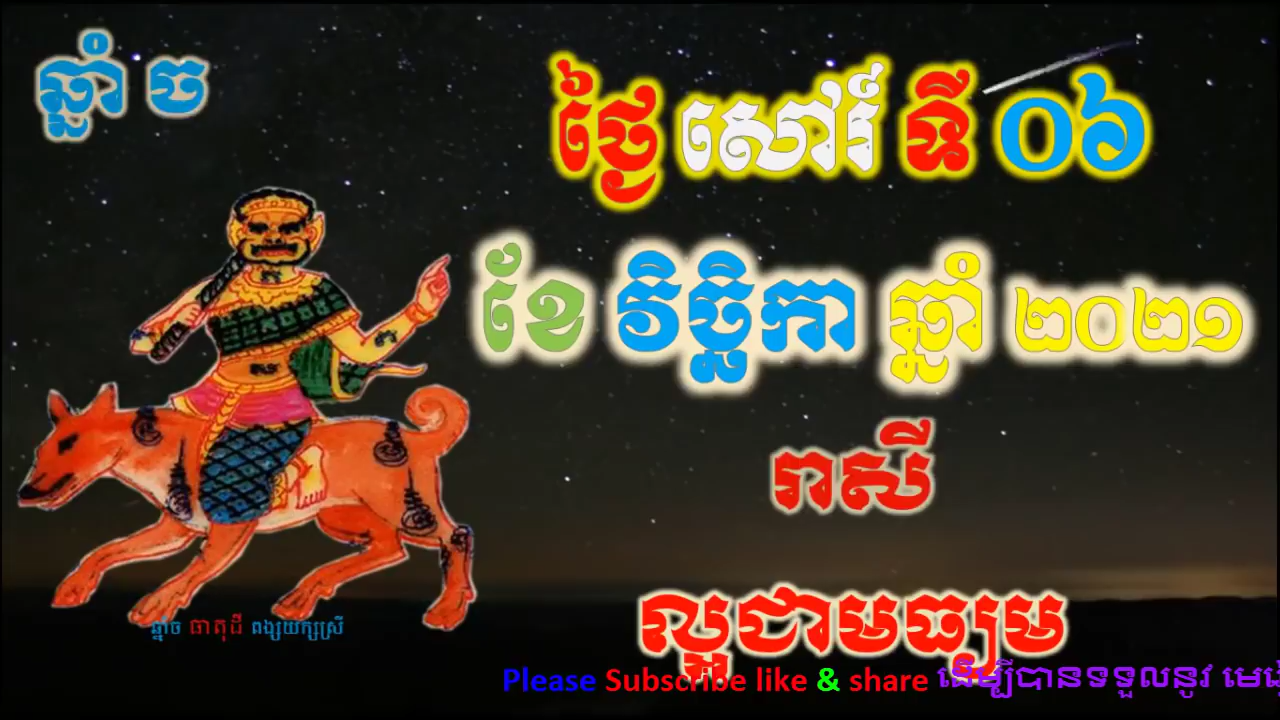 ឆ្នាំ ច
ថ្ងៃ សៅរ៍ ទី ០៦
ខែ វិច្ឆិកា ឆ្នាំ ២០២១
រាសី
ល្អជាមធ្យម
ឆ្នាំច ធាតុដី ពង្សយក្សស្រី
Please Subscribe like & share ដើម្បីបានទទួលនូវ